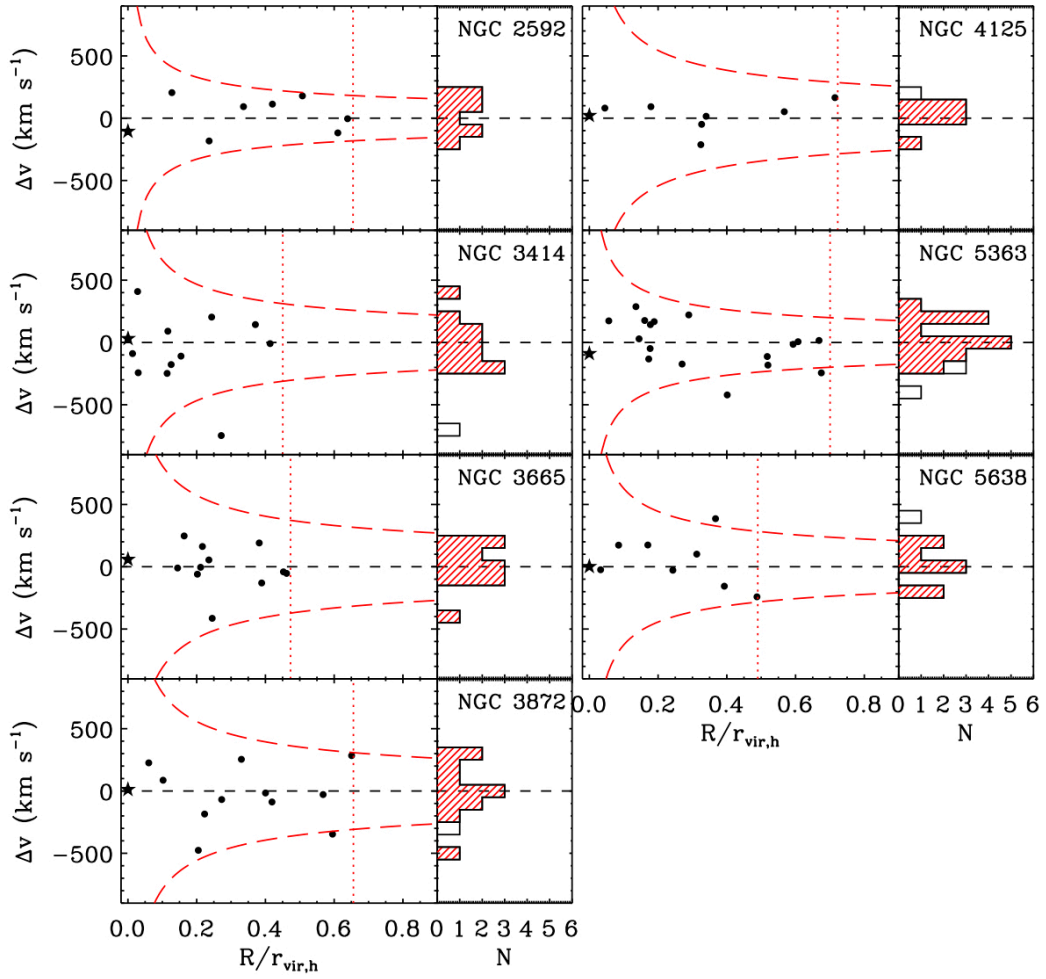 NGC 2592
NGC 4125
500
0
−500
Δv (km s⁻¹)
NGC 3414
NGC 5363
500
0
−500
Δv (km s⁻¹)
NGC 3665
NGC 5638
500
0
−500
Δv (km s⁻¹)
0.0 0.2 0.4 0.6 0.8 0 1 2 3 4 5 6
R/r_vir,h
N
NGC 3872
500
0
−500
Δv (km s⁻¹)
0.0 0.2 0.4 0.6 0.8 0 1 2 3 4 5 6
R/r_vir,h
N